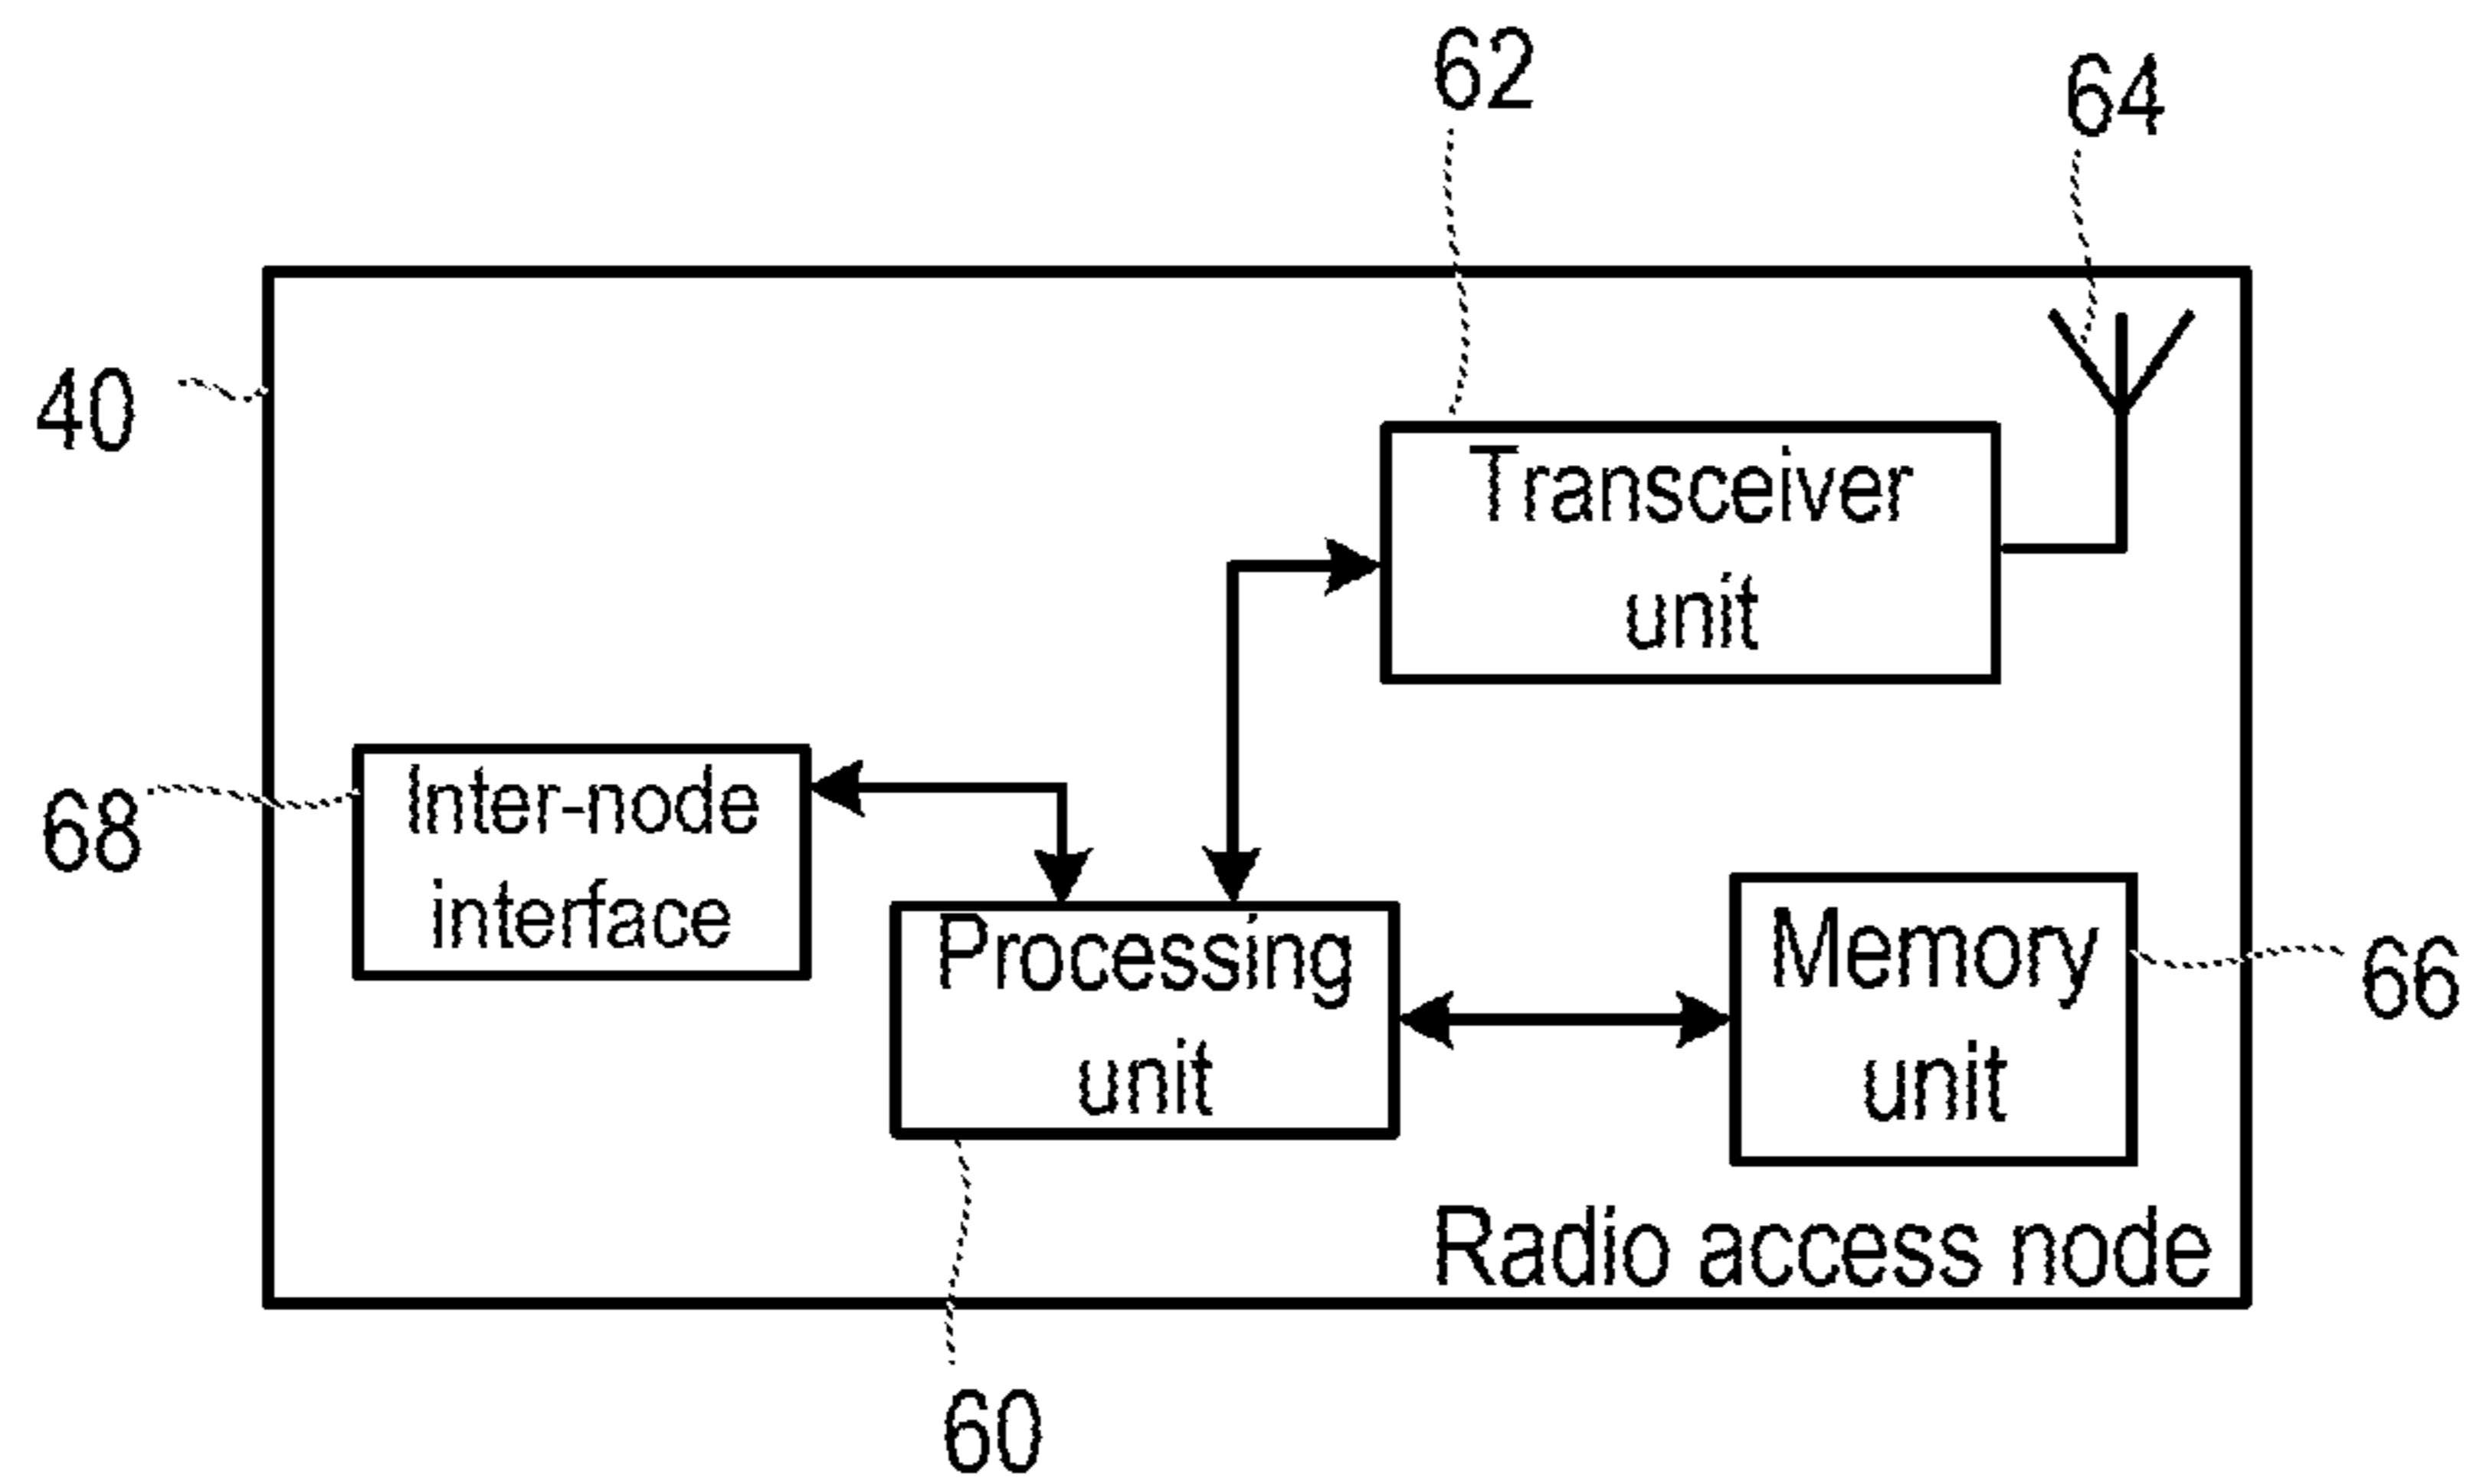 62
64
40
Transceiver
unit
68
Inter-node
interface
Processing
unit
Memory
unit
66
Radio access node
60